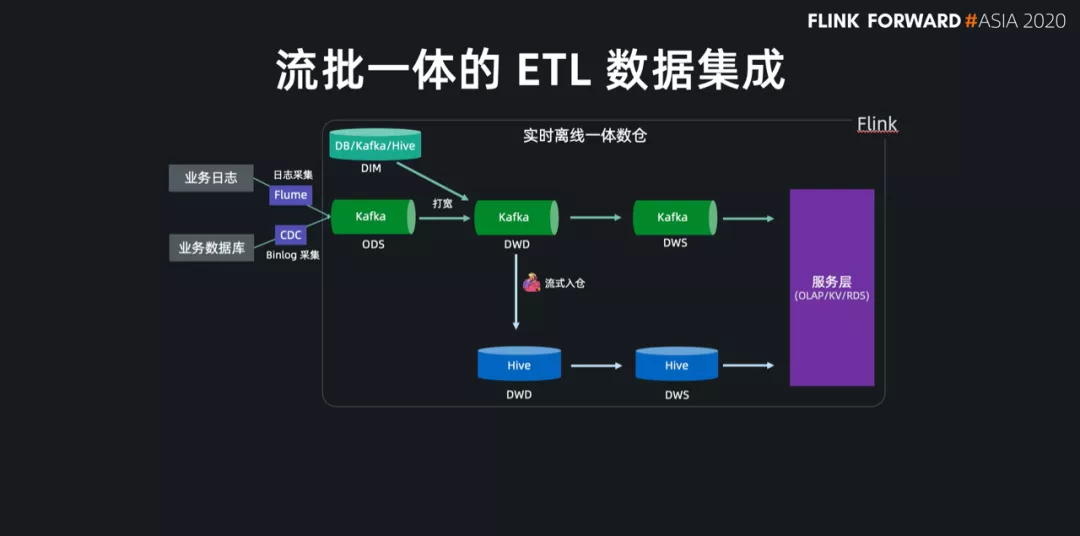 FLINK FORWARD #ASIA 2020
流批一体的 ETL 数据集成
Flink
实时离线一体数仓
DB/Kafka/Hive
DIM
业务日志
日志采集
Flume
业务数据库
CDC
Binlog 采集
Kafka
ODS
打宽
Kafka
DWD
Kafka
DWS
流式入仓
Hive
DWD
Hive
DWS
服务层
(OLAP/KV/RDS)